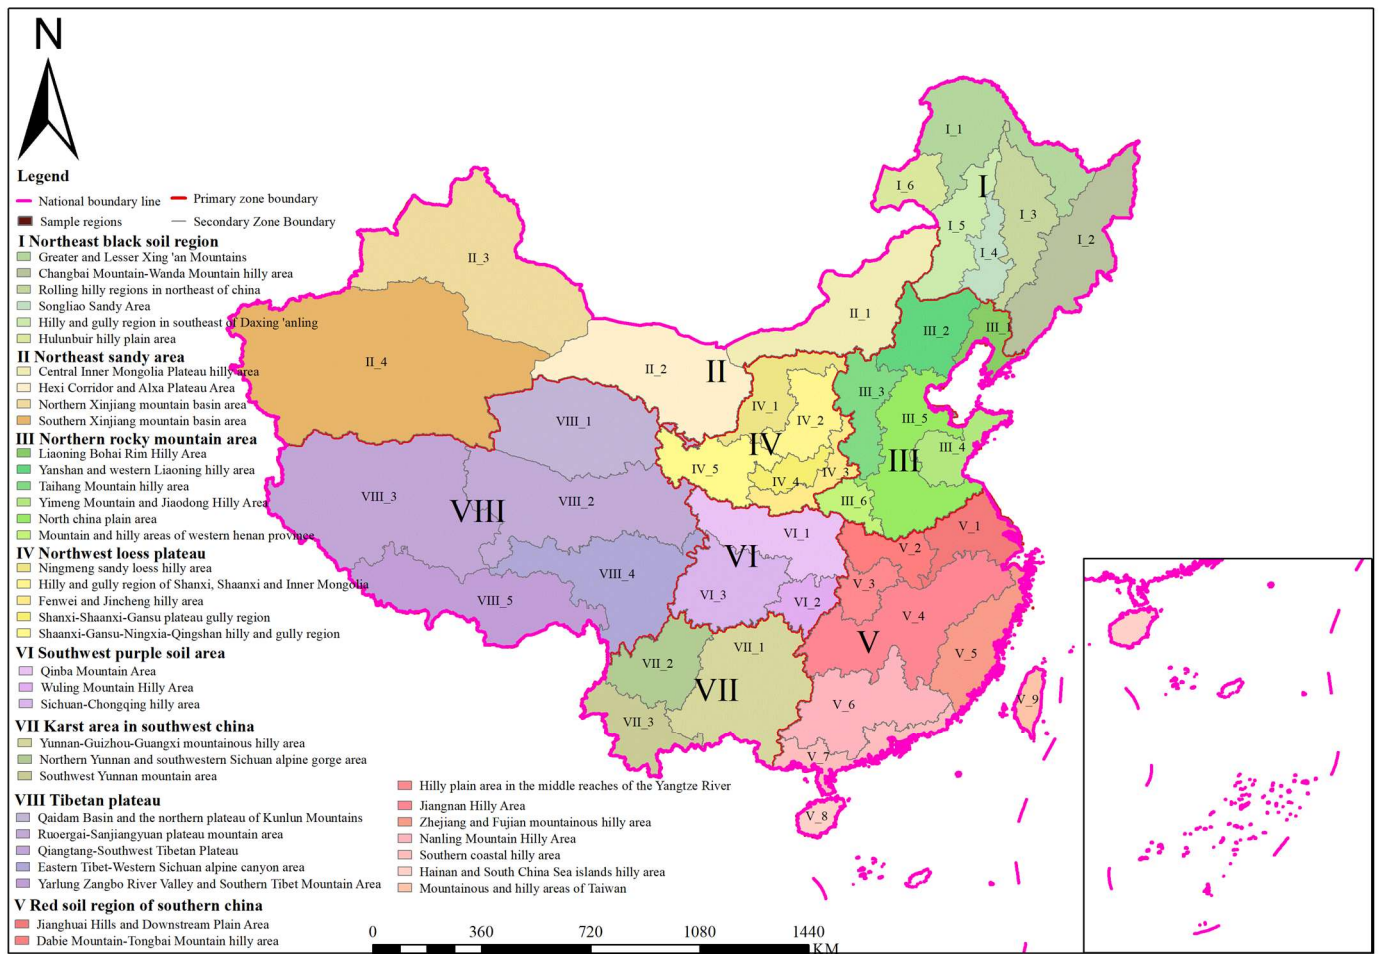 N
Legend
National boundary line
Primary zone boundary
Sample regions
Secondary Zone Boundary
I Northeast black soil region
Greater and Lesser Xing 'an Mountains
Changbai Mountain-Wanda Mountain hilly area
Rolling hilly regions in northeast of china
Songliao Sandy Area
Hilly and gully region in southeast of Daxing 'anling
Hulunbuir hilly plain area
II Northeast sandy area
Central Inner Mongolia Plateau hilly area
Hexi Corridor and Alxa Plateau Area
Northern Xinjiang mountain basin area
Southern Xinjiang mountain basin area
III Northern rocky mountain area
Liaoning Bohai Rim Hilly Area
Yanshan and western Liaoning hilly area
Taihang Mountain hilly area
Yimeng Mountain and Jiaodong Hilly Area
North china plain area
Mountain and hilly areas of western henan province
IV Northwest loess plateau
Ningmeng sandy loess hilly area
Hilly and gully region of Shanxi, Shaanxi and Inner Mongolia
Fenwei and Jincheng hilly area
Shanxi-Shaanxi-Gansu plateau gully region
Shaanxi-Gansu-Ningxia-Qingshan hilly and gully region
VI Southwest purple soil area
Qinba Mountain Area
Wuling Mountain Hilly Area
Sichuan-Chongqing hilly area
VII Karst area in southwest china
Yunnan-Guizhou-Guangxi mountainous hilly area
Northern Yunnan and southwestern Sichuan alpine gorge area
Southwest Yunnan mountain area
VIII Tibetan plateau
Qaidam Basin and the northern plateau of Kunlun Mountains
Ruoergai-Sanjiangyuan plateau mountain area
Qiangtang-Southwest Tibetan Plateau
Eastern Tibet-Western Sichuan alpine canyon area
Yarlung Zangbo River Valley and Southern Tibet Mountain Area
V Red soil region of southern china
Jianghuai Hills and Downstream Plain Area
Dabie Mountain-Tongbai Mountain hilly area
Hilly plain area in the middle reaches of the Yangtze River
Jiangnan Hilly Area
Zhejiang and Fujian mountainous hilly area
Nanling Mountain Hilly Area
Southern coastal hilly area
Hainan and South China Sea islands hilly area
Mountainous and hilly areas of Taiwan
I_1
I_6
I
I_3
I_5
I_2
I_4
II_3
II_1
III_2
III_1
II_4
II_2
II
III_3
IV_1
IV_2
III_5
VIII_1
IV
III_4
III
IV_5
IV_3
IV_4
VIII_3
VIII_2
III_6
VIII
V_1
VI_1
V_2
VI
VIII_4
V_3
VI_3
VI_2
VIII_5
V_4
V
VII_1
V_5
VII_2
VII
V_9
V_6
VII_3
V_7
V_8
0 360 720 1080 1440
KM